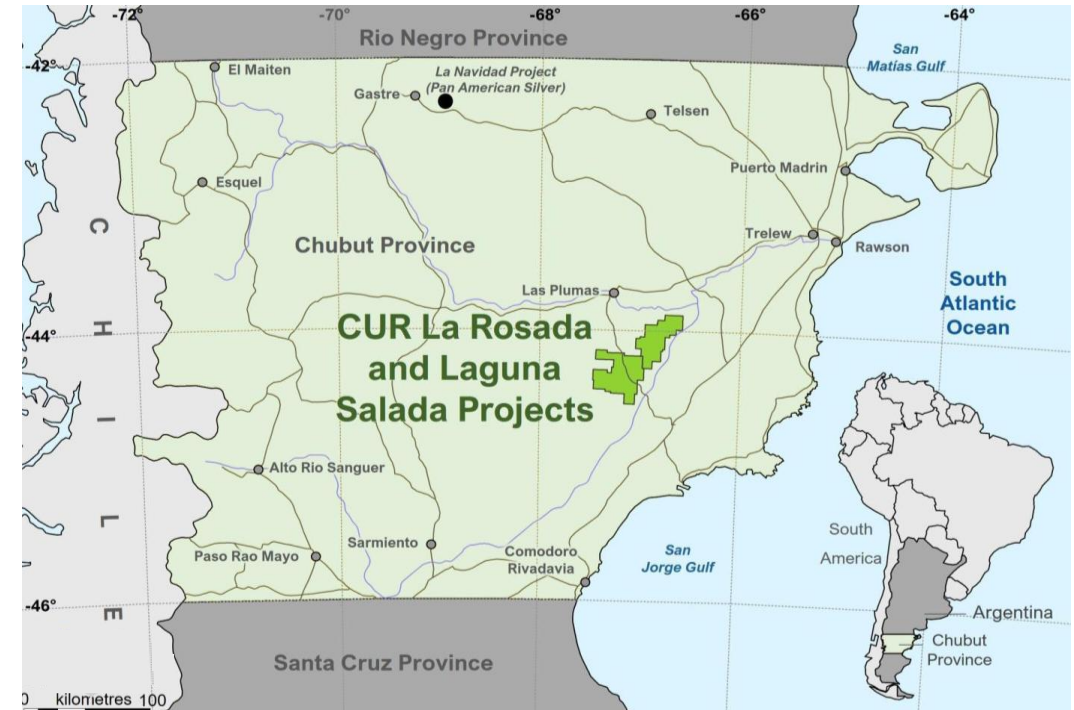 -72°
-70°
-68°
-66°
-64°
Rio Negro Province
San
Matías Gulf
-42°
El Maiten
La Navidad Project
(Pan American Silver)
Gastre
Telsen
Puerto Madrin
Esquel
C
Trelew
Rawson
Chubut Province
South
Atlantic
Ocean
Las Plumas
H
-44°
CUR La Rosada
and Laguna
Salada Projects
I
Alto Rio Sanguer
L
South
America
Sarmiento
Paso Rao Mayo
Comodoro
Rivadavia
San
Jorge Gulf
-46°
E
Argentina
Chubut
Province
Santa Cruz Province
0 kilometres 100